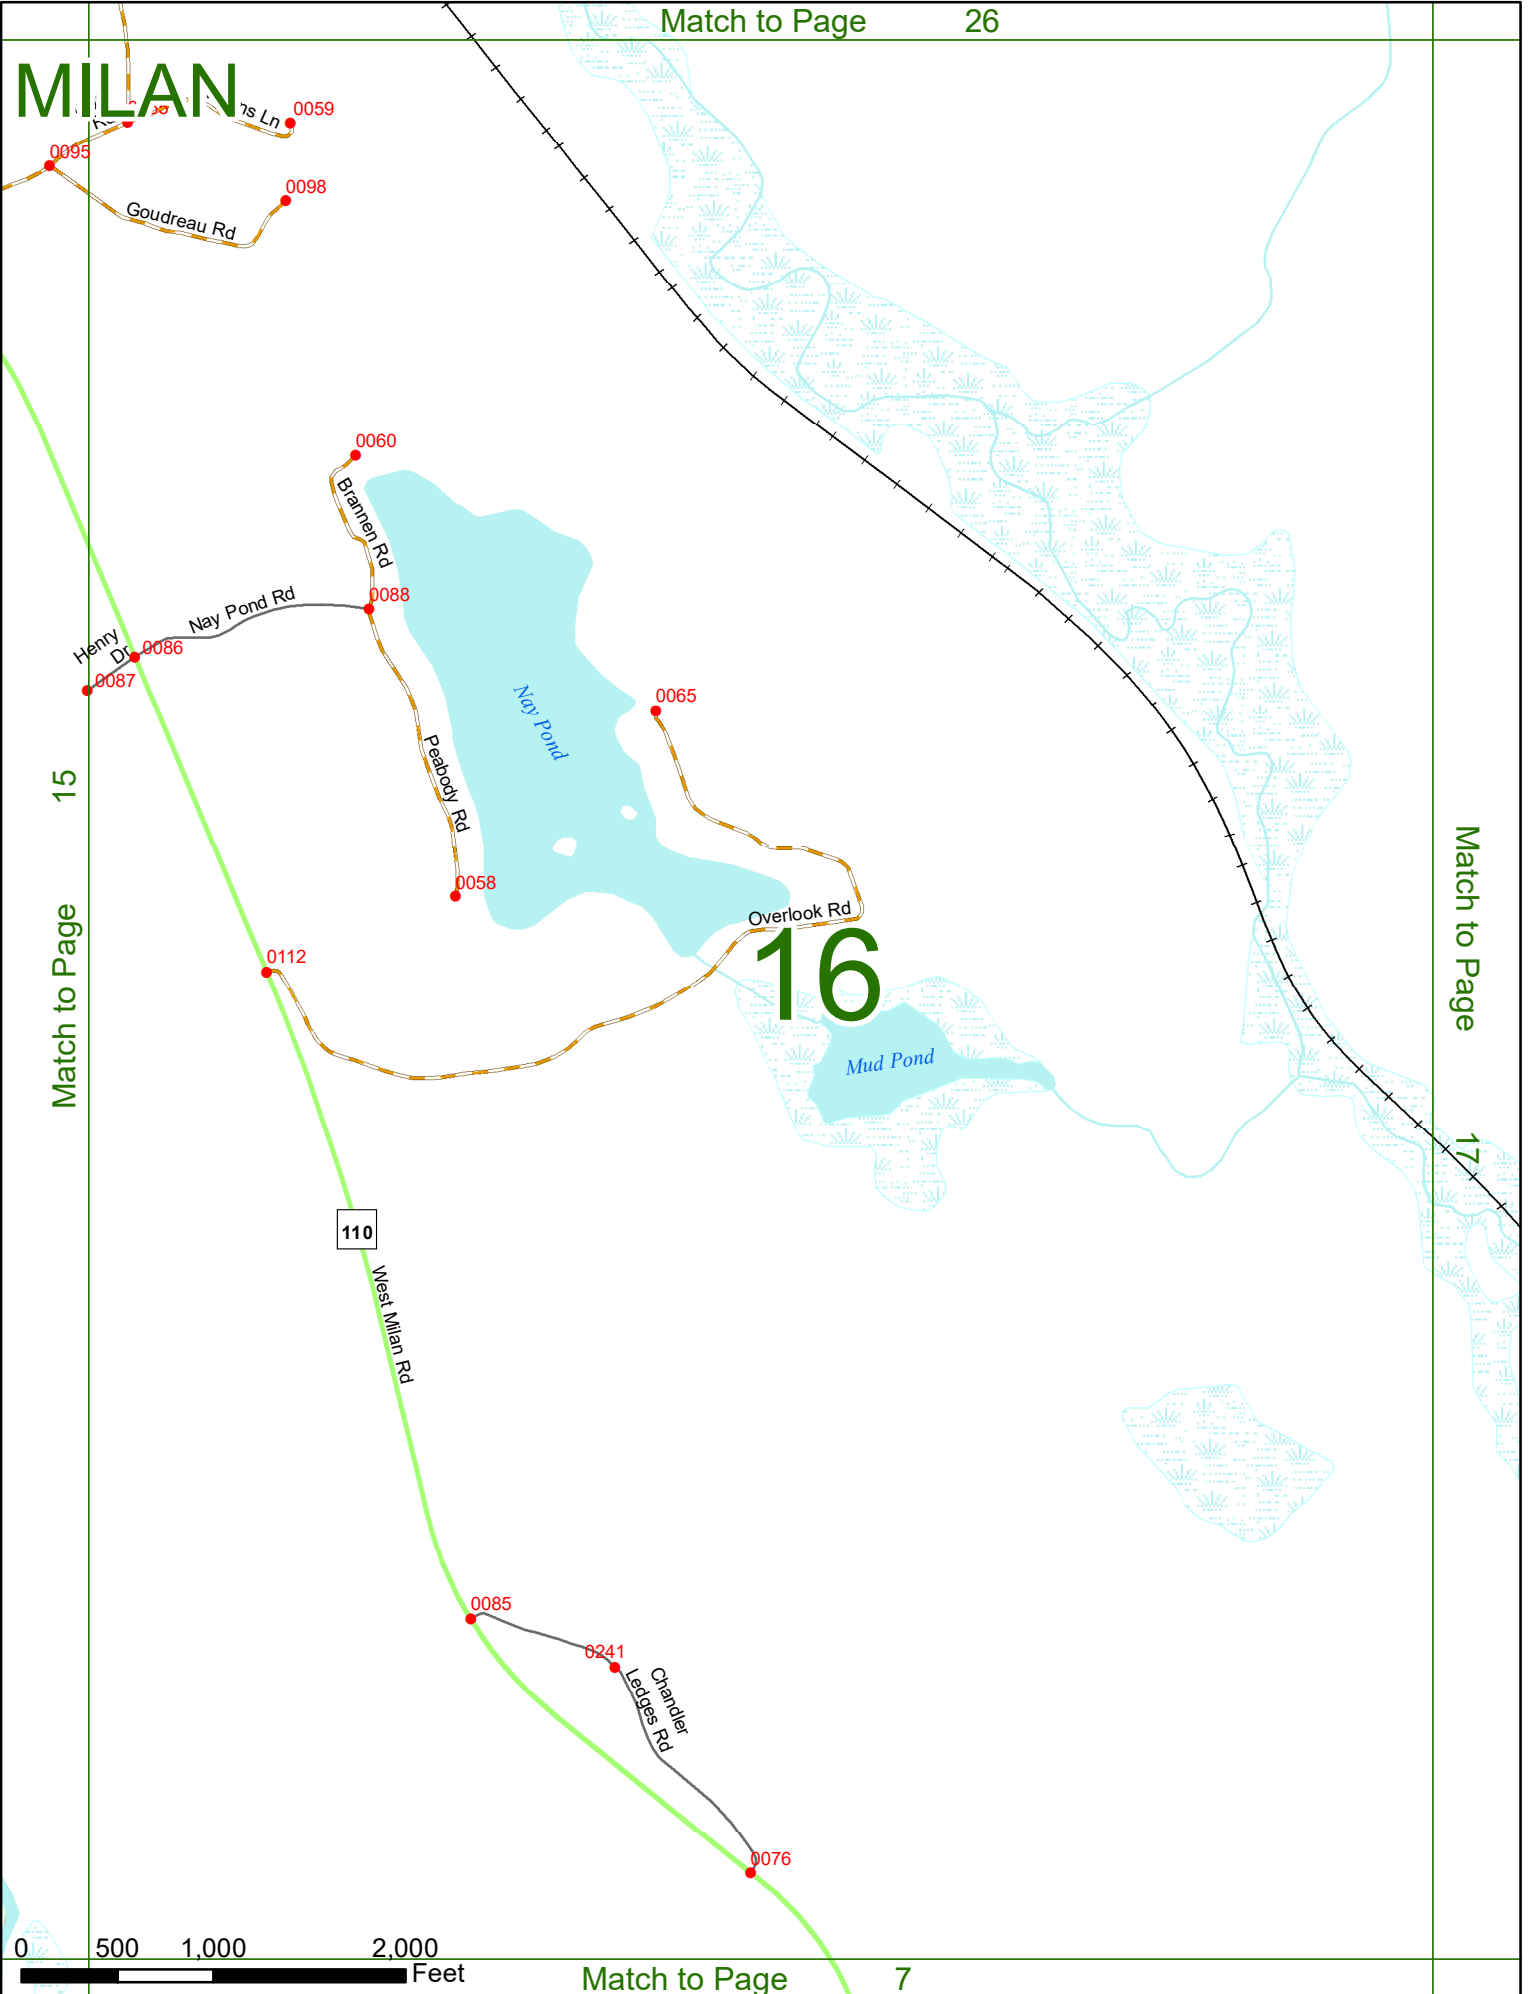 Match to Page 26
MILAN
ns Ln
0059
0095
0098
Goudreau Rd
0060
Brannen Rd
0088
Nay Pond Rd
Henry
Dr
0086
0087
Nay Pond
0065
Peabody Rd
0058
Match to Page 15
Match to Page 17
Overlook Rd
16
0112
Mud Pond
110
West Milan Rd
0085
0241
Chandler
Ledges Rd
0076
0 500 1,000 2,000
Feet
Match to Page 7